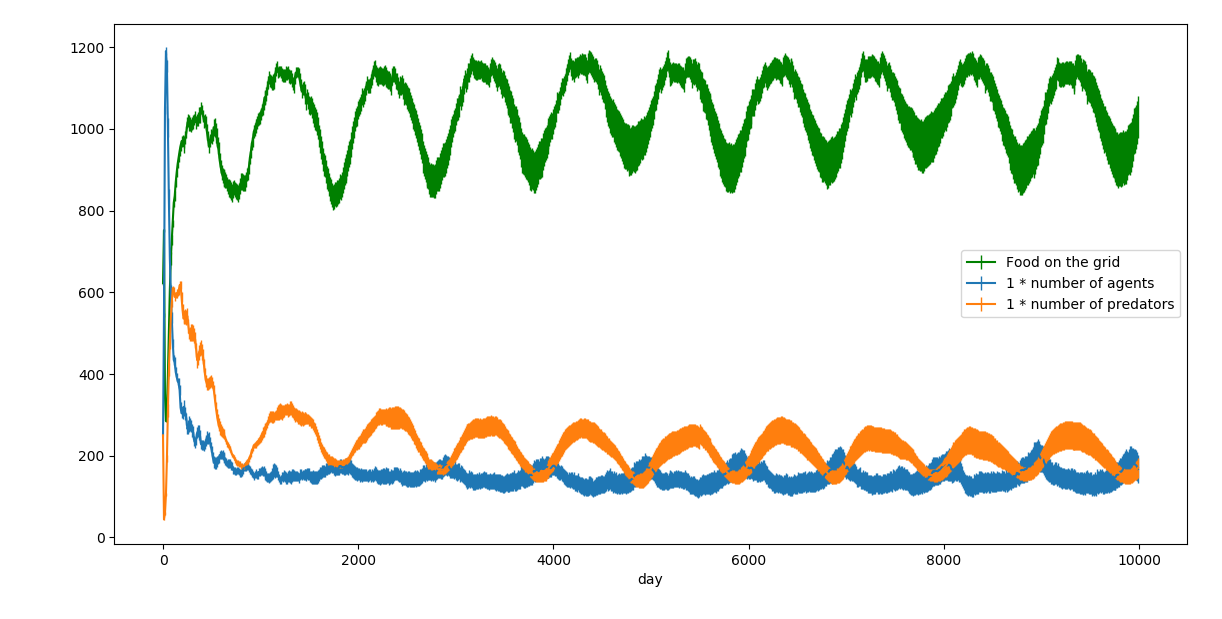 1200
1000
800
600
400
200
0
Food on the grid
1 * number of agents
1 * number of predators
0 2000 4000 6000 8000 10000
day